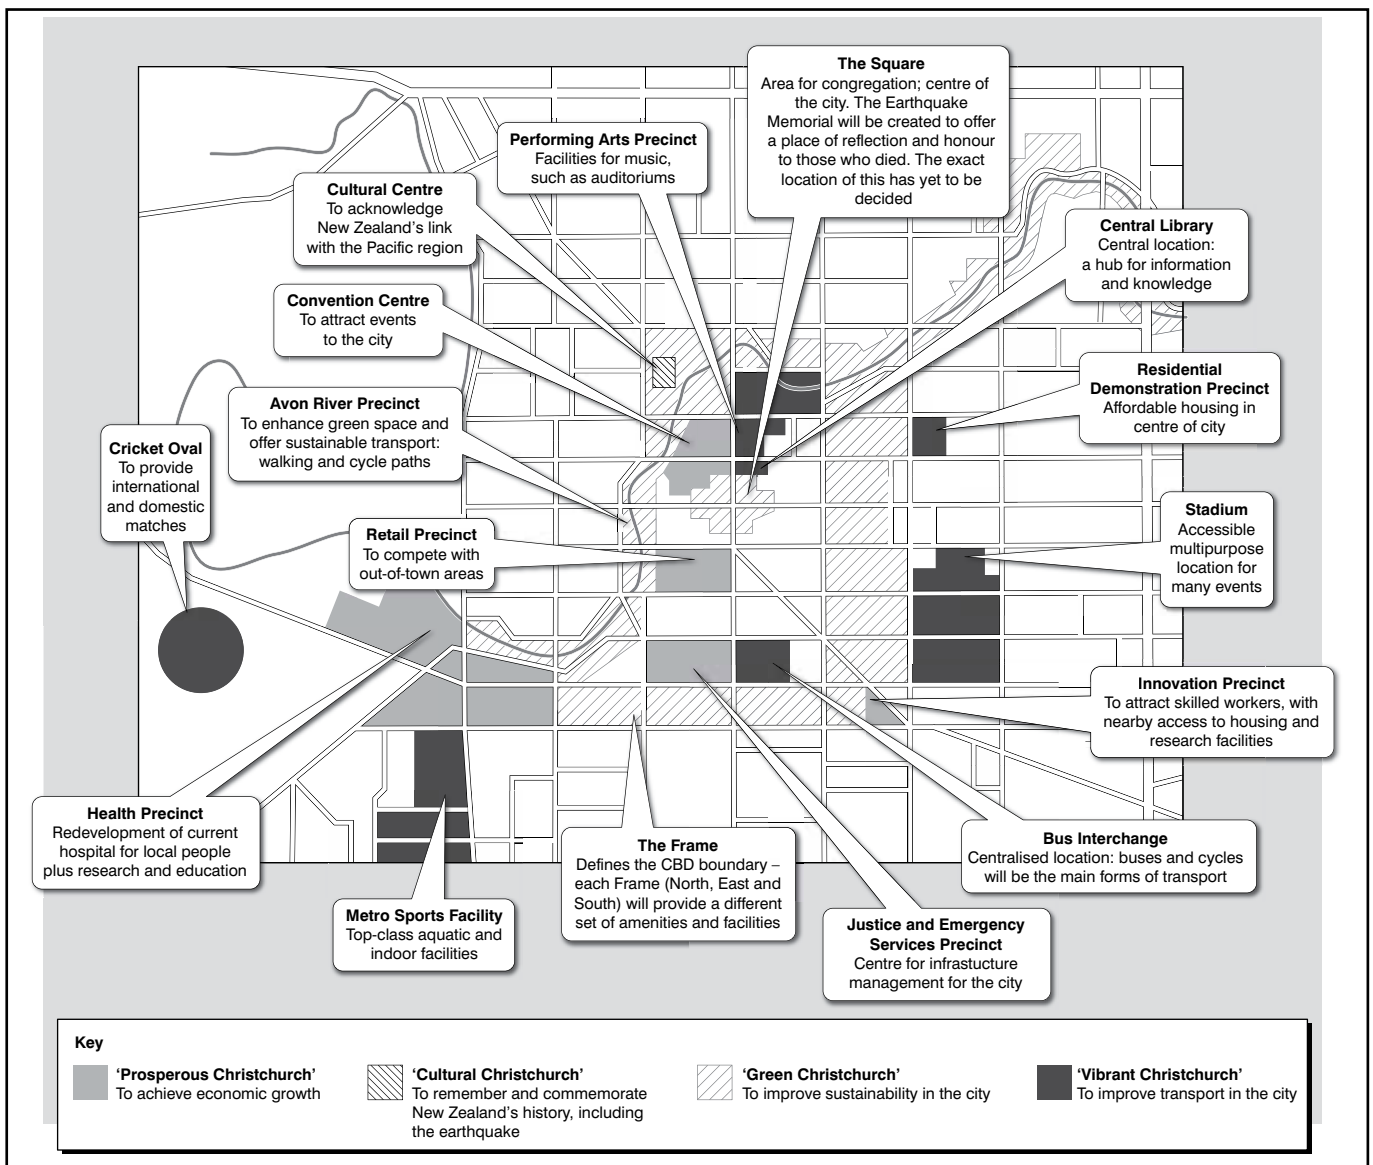 The Square
Area for congregation; centre of
the city. The Earthquake
Memorial will be created to offer
a place of reflection and honour
to those who died. The exact
location of this has yet to be
decided
Performing Arts Precinct
Facilities for music,
such as auditoriums
Cultural Centre
To acknowledge
New Zealand's link
with the Pacific region
Central Library
Central location:
a hub for information
and knowledge
Convention Centre
To attract events
to the city
Residential
Demonstration Precinct
Affordable housing in
centre of city
Avon River Precinct
To enhance green space and
offer sustainable transport:
walking and cycle paths
Cricket Oval
To provide
international
and domestic
matches
Stadium
Accessible
multipurpose
location for
many events
Retail Precinct
To compete with
out-of-town areas
Innovation Precinct
To attract skilled workers, with
nearby access to housing and
research facilities
Health Precinct
Redevelopment of current
hospital for local people
plus research and education
The Frame
Defines the CBD boundary –
each Frame (North, East and
South) will provide a different
set of amenities and facilities
Bus Interchange
Centralised location: buses and cycles
will be the main forms of transport
Metro Sports Facility
Top-class aquatic and
indoor facilities
Justice and Emergency
Services Precinct
Centre for infrastucture
management for the city
Key
'Prosperous Christchurch'
To achieve economic growth
'Cultural Christchurch'
To remember and commemorate
New Zealand's history, including
the earthquake
'Green Christchurch'
To improve sustainability in the city
'Vibrant Christchurch'
To improve transport in the city